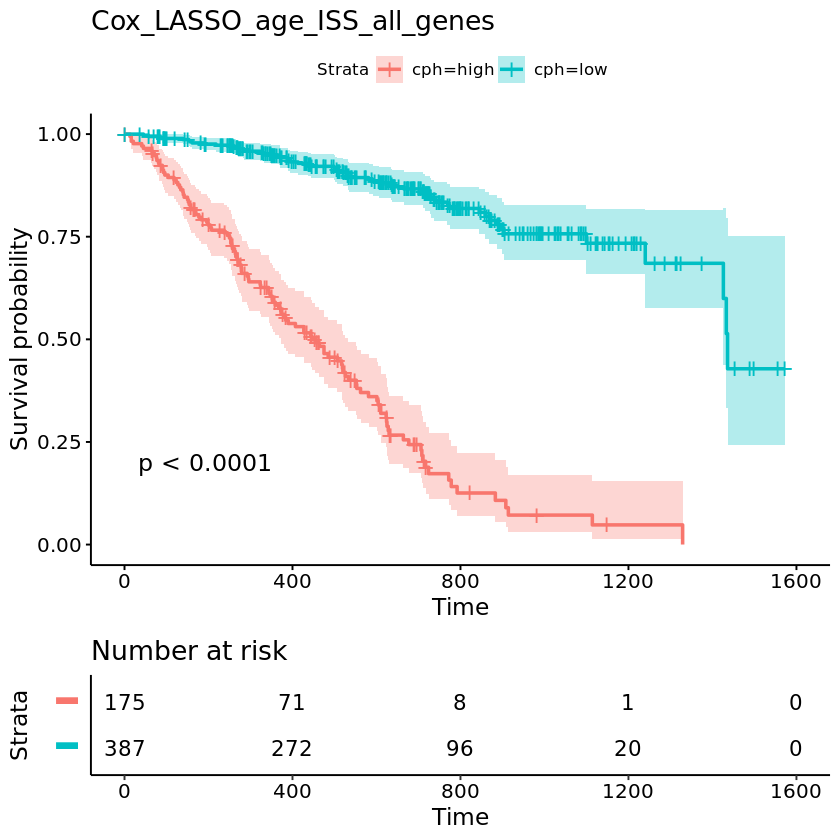 Cox_LASSO_age_ISS_all_genes
Strata cph=high cph=low
Survival probability
1.00
0.75
0.50
0.25
0.00
p < 0.0001
0 400 800 1200 1600
Time
Number at risk
Strata
175 71 8 1 0
387 272 96 20 0
0 400 800 1200 1600
Time